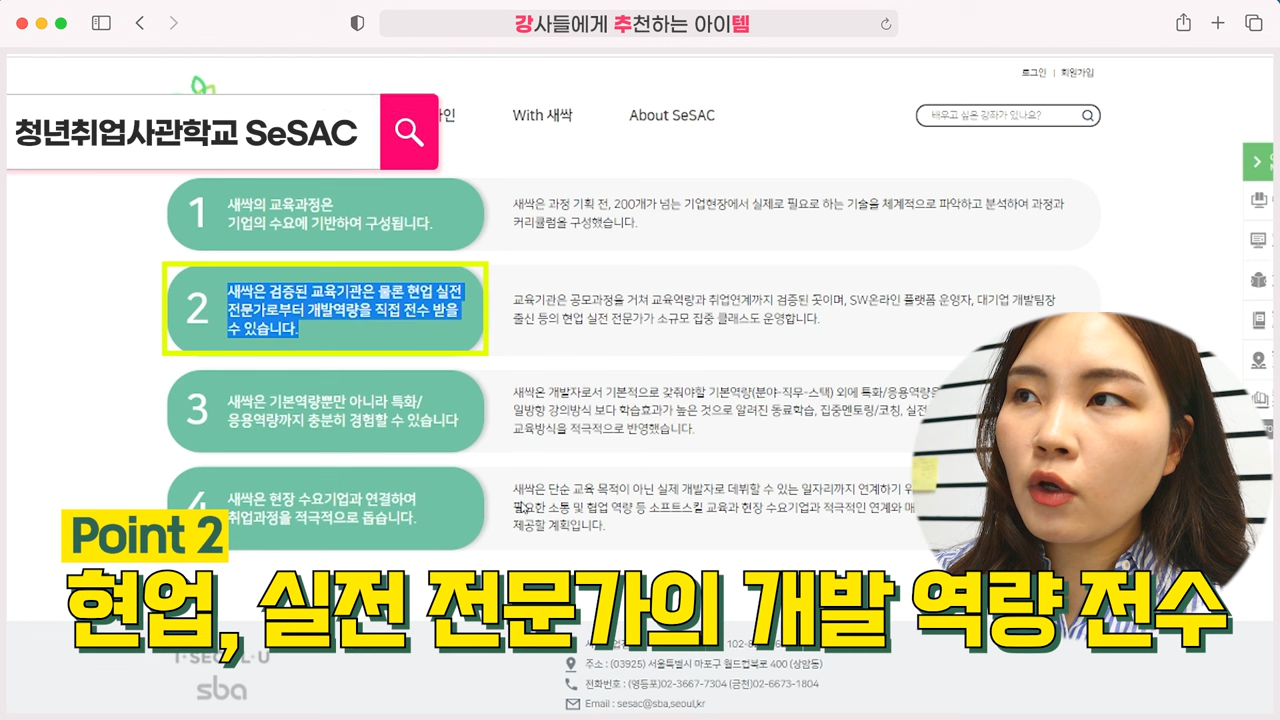 강사들에게 추천하는 아이템
로그인 | 회원가입
청년취업사관학교 SeSAC
인
With 새싹
About SeSAC
배우고 싶은 강좌가 있나요?
1
새싹의 교육과정은
기업의 수요에 기반하여 구성됩니다.
새싹은 과정 기획 전, 200개가 넘는 기업현장에서 실제로 필요로 하는 기술을 체계적으로 파악하고 분석하여 과정과
커리큘럼을 구성했습니다.
2
새싹은 검증된 교육기관은 물론 현업 실전
전문가로부터 개발역량을 직접 전수 받을
수 있습니다.
교육기관은 공모과정을 거쳐 교육역량과 취업연계까지 검증된 곳이며, SW온라인 플랫폼 운영자, 대기업 개발팀장
출신 등의 현업 실전 전문가가 소규모 집중 클래스도 운영합니다.
3
새싹은 기본역량뿐만 아니라 특화/
응용역량까지 충분히 경험할 수 있습니다
새싹은 개발자로서 기본적으로 갖춰야할 기본역량(분야-직무-스택) 외에 특화/응용역량을
일방향 강의방식 보다 학습효과가 높은 것으로 알려진 동료학습, 집중멘토링/코칭, 실전
교육방식을 적극적으로 반영했습니다.
4
새싹은 현장 수요기업과 연결하여
취업과정을 적극적으로 돕습니다.
새싹은 단순 교육 목적이 아닌 실제 개발자로 데뷔할 수 있는 일자리까지 연계하기 위
필요한 소통 및 협업 역량 등 소프트스킬 교육과 현장 수요기업과 적극적인 연계와 매
제공할 계획입니다.
Point 2
현업, 실전 전문가의 개발 역량 전수
I·SEOUL·U
sba
주소 : (03925) 서울특별시 마포구 월드컵북로 400 (상암동)
전화번호 : (영등포)02-3667-7304 (금천)02-6673-1804
Email : sesac@sba.seoul.kr